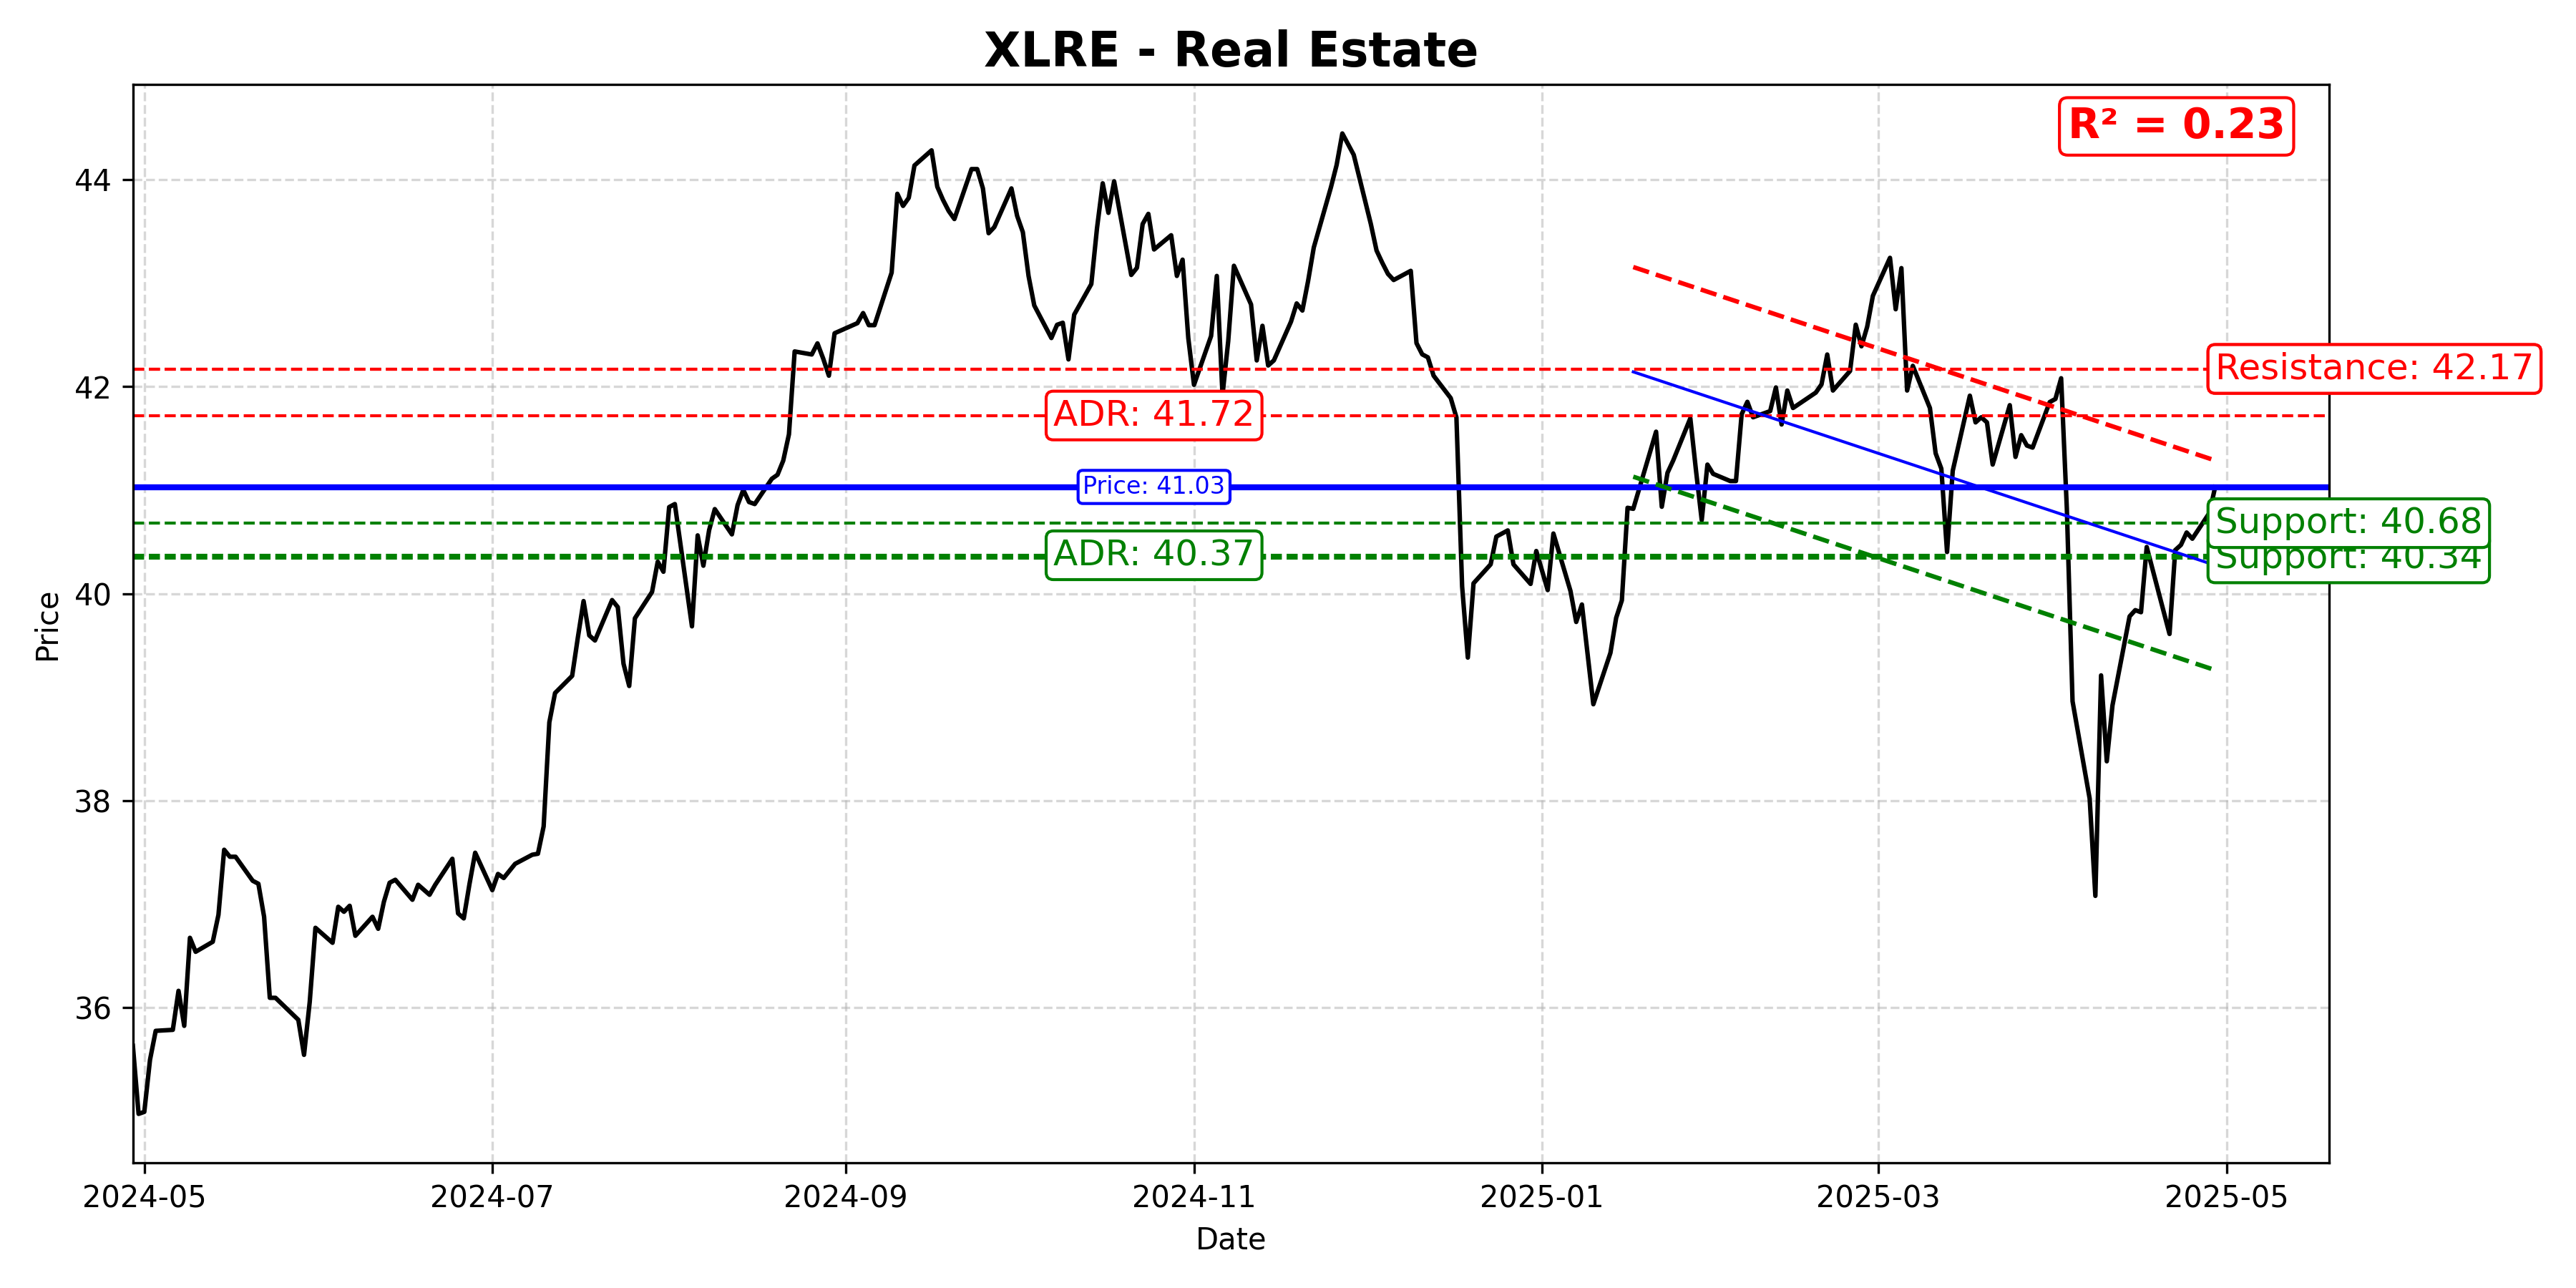 XLRE - Real Estate
R² = 0.23
44
42
40
38
36
Price
Resistance: 42.17
ADR: 41.72
Price: 41.03
Support: 40.68
ADR: 40.37
Support: 40.34
2024-05
2024-07
2024-09
2024-11
2025-01
2025-03
2025-05
Date